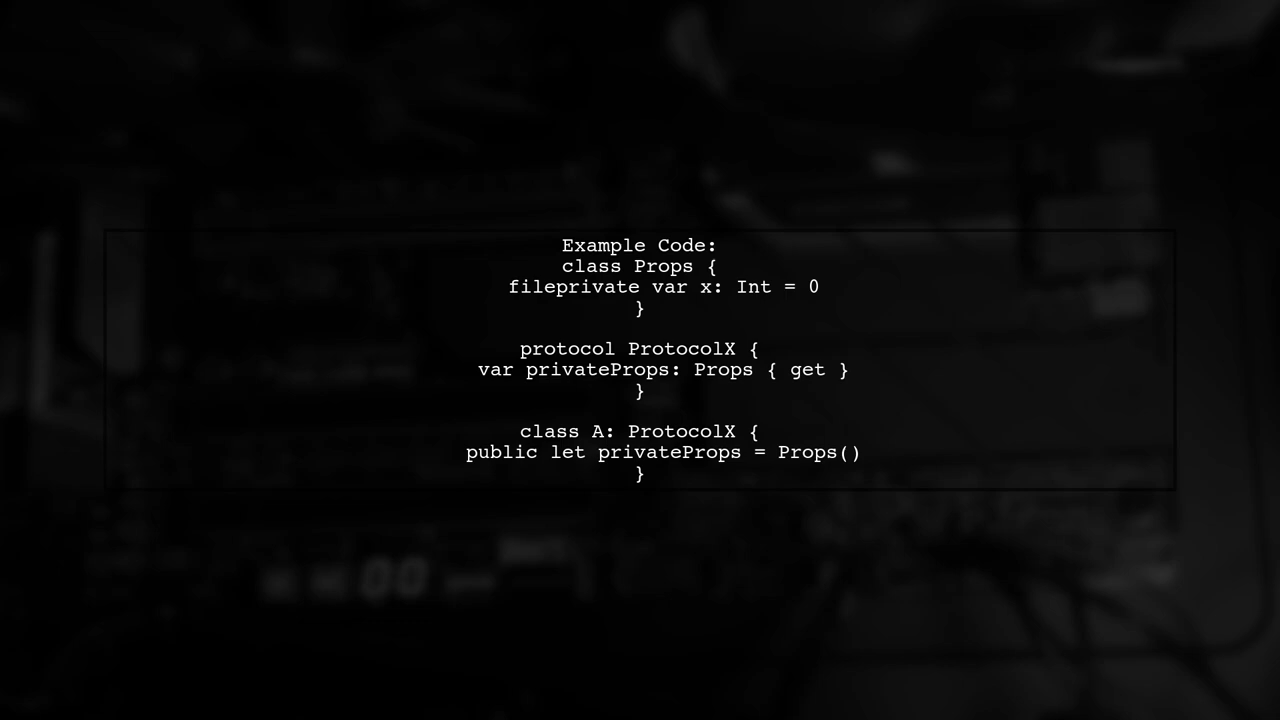 Example Code:
class Props {
fileprivate var x: Int = 0
}
protocol ProtocolX {
var privateProps: Props { get }
}
class A: ProtocolX {
public let privateProps = Props()
}
00